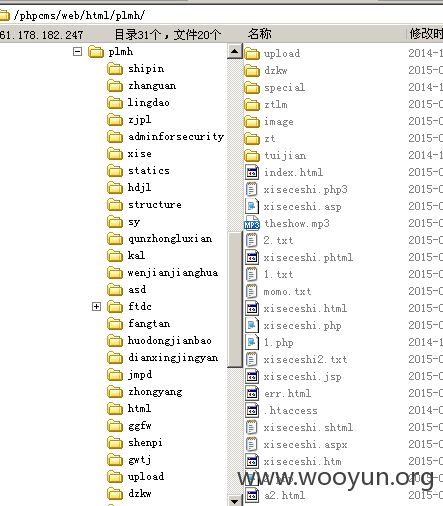 /phpcms/web/html/plmh/
61.178.182.247 目录31个，文件20个 名称 修改时
plmh
shipin
zhanguan
lingdao
zjpl
adminforsecurity
xise
statics
hdjl
structure
sy
qunzhongluxian
kal
wenjianjianghua
asd
ftdc
fangtan
huodongjianbao
dianxingjingyan
jmpd
zhongyang
html
ggfw
shenpi
gwtj
upload
dzkw
upload 2014-1
dzkw 2015-0
special 2014-1
ztlm 2015-0
image 2015-0
zt 2015-0
tuijian 2014-1
index.html 2015-0
xiseceshi.php3 2015-0
xiseceshi.asp 2015-0
theshow.mp3 2015-0
2.txt 2015-0
xiseceshi.phtml 2015-0
1.txt 2015-0
momo.txt 2015-0
xiseceshi.html 2015-0
xiseceshi.php 2015-0
1.php 2014-1
xiseceshi2.txt 2015-0
xiseceshi.jsp 2015-0
err.html 2015-0
.htaccess 2014-0
xiseceshi.shtml 2015-0
xiseceshi.aspx 2015-0
xiseceshi.htm 2015-0
a2.html 2015-0
www.wooyun.org